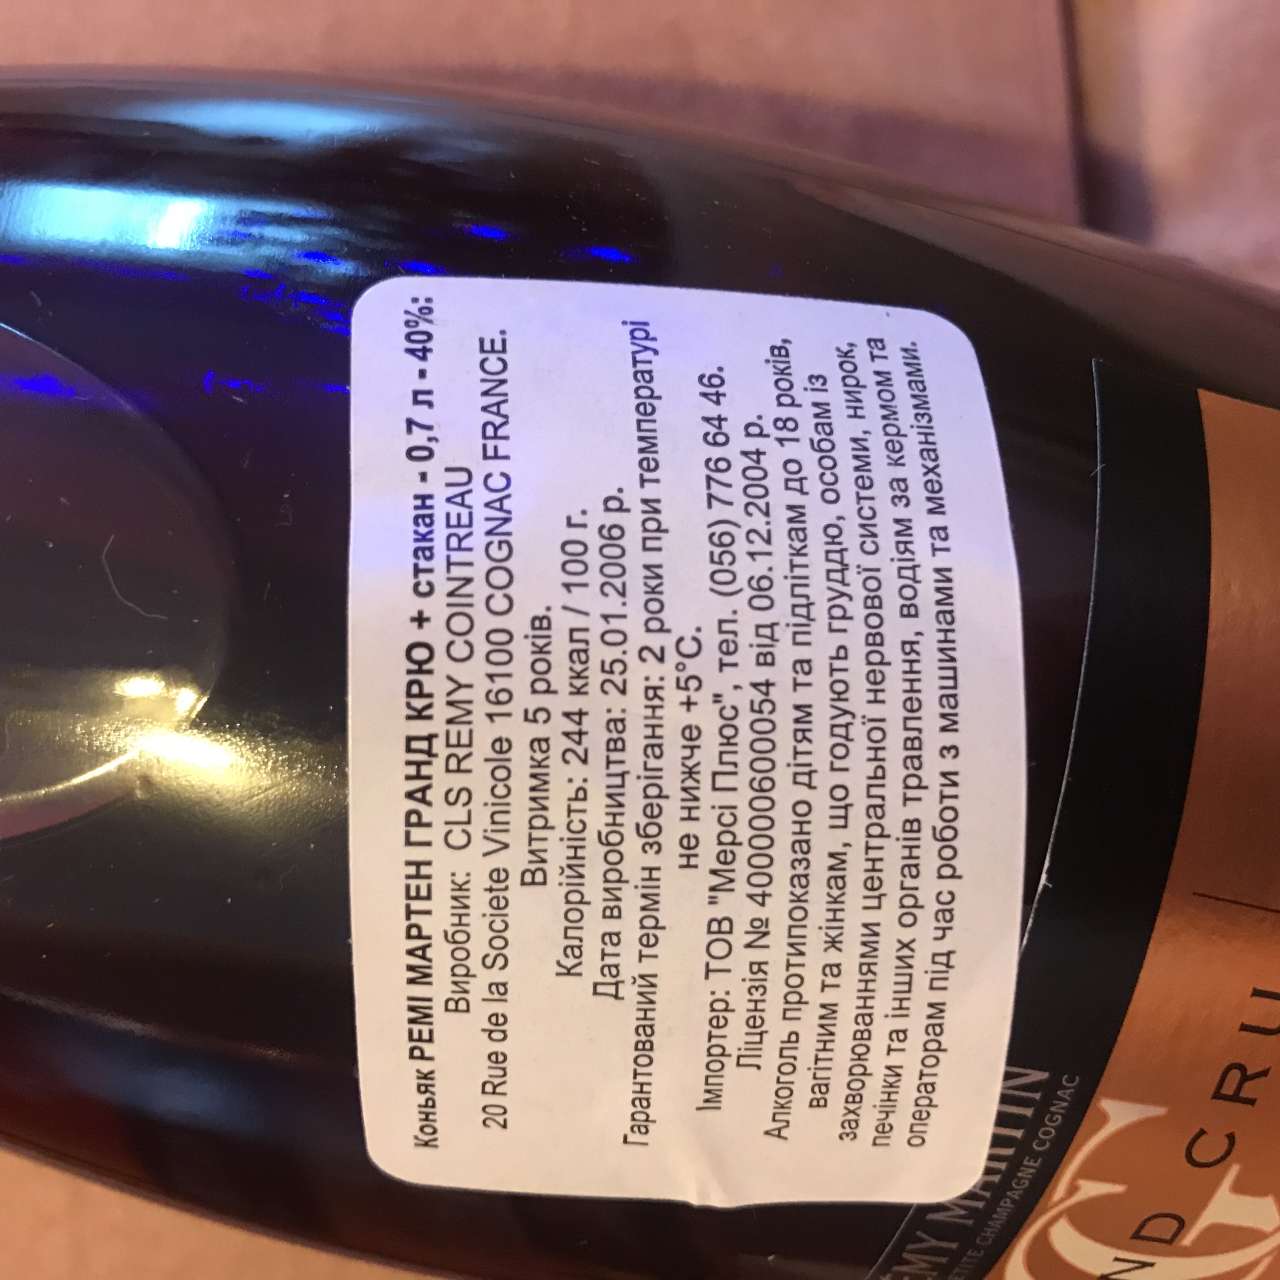 Коньяк РЕМІ МАРТЕН ГРАНД КРЮ + стакан - 0,7 л - 40%:
Виробник: CLS REMY COINTREAU
20 Rue de la Societe Vinicole 16100 COGNAC FRANCE.
Витримка 5 років.
Калорійність: 244 ккал / 100 г.
Дата виробництва: 25.01.2006 р.
Гарантований термін зберігання: 2 роки при температурі
не нижче +5°С.
Імпортер: ТОВ "Мерсі Плюс", тел. (056) 776 64 46.
Ліцензія № 40000600054 від 06.12.2004 р.
Алкоголь протипоказано дітям та підліткам до 18 років,
вагітним та жінкам, що годують груддю, особам із
захворюваннями центральної нервової системи, нирок,
печінки та інших органів травлення, водіям за кермом та
операторам під час роботи з машинами та механізмами.
MARTIN
CHAMPAGNE COGNAC
CRU